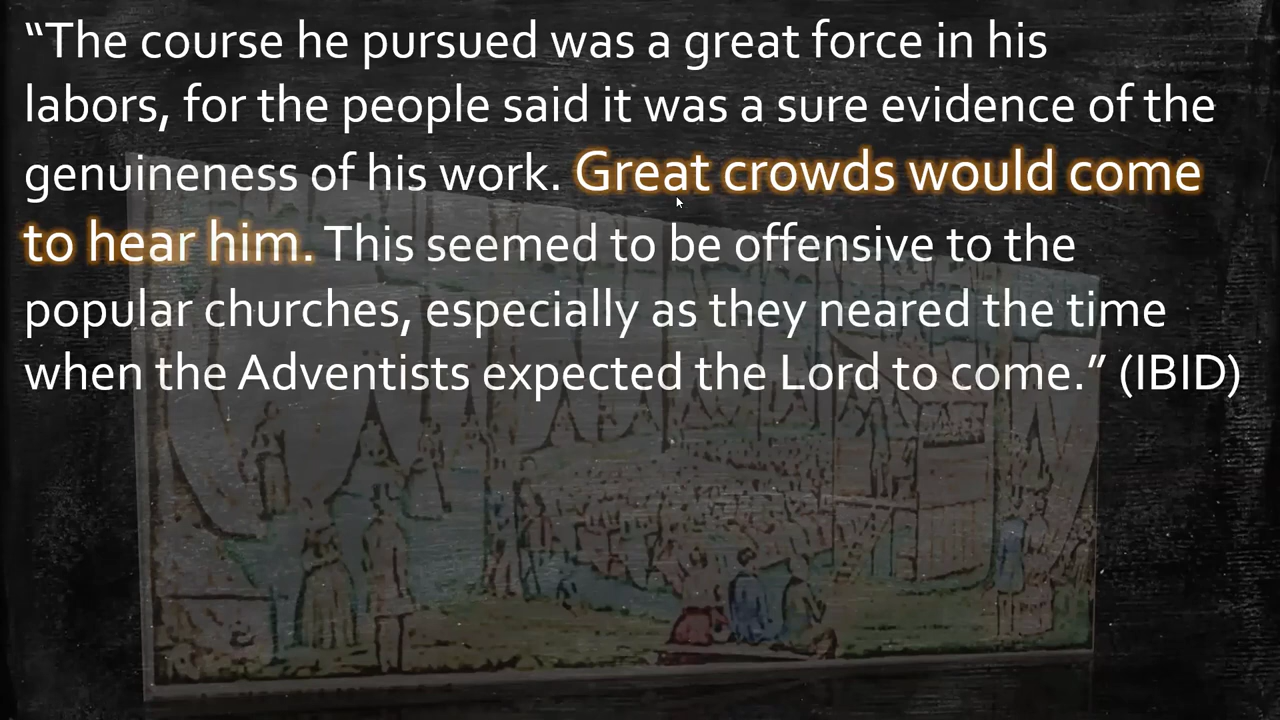 “The course he pursued was a great force in his
labors, for the people said it was a sure evidence of the
genuineness of his work. Great crowds would come
to hear him. This seemed to be offensive to the
popular churches, especially as they neared the time
when the Adventists expected the Lord to come.” (IBID)